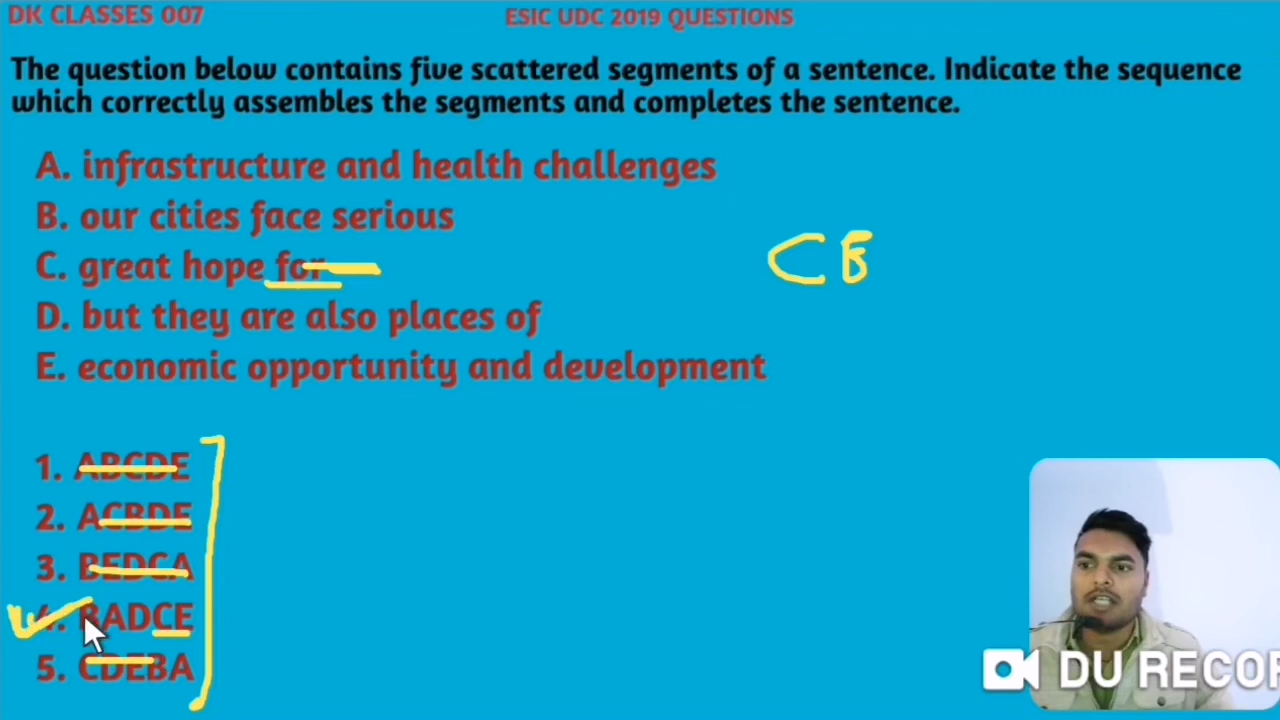 DK CLASSES 007
ESIC UDC 2019 QUESTIONS
The question below contains five scattered segments of a sentence. Indicate the sequence
which correctly assembles the segments and completes the sentence.
A. infrastructure and health challenges
B. our cities face serious
C. great hope for
D. but they are also places of
E. economic opportunity and development
C E
1. ABCDE
2. ACBDE
3. BEDCA
4. BADCE
5. CDEBA
DU RECOR